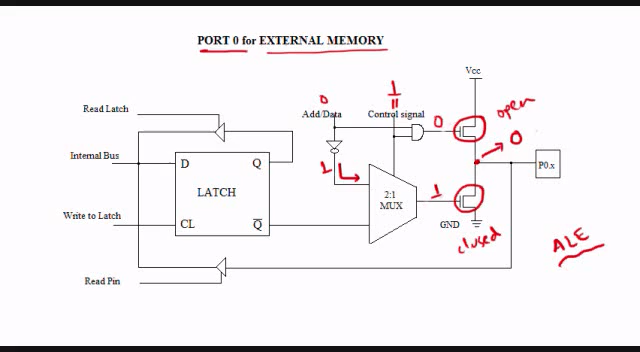 PORT 0 for EXTERNAL MEMORY
Vcc
1
0
open
Read Latch
Add/Data
Control signal
0
0
Internal Bus
D
Q
P0.x
1
LATCH
2:1
MUX
1
Write to Latch
CL
Q
GND
closed
ALE
Read Pin